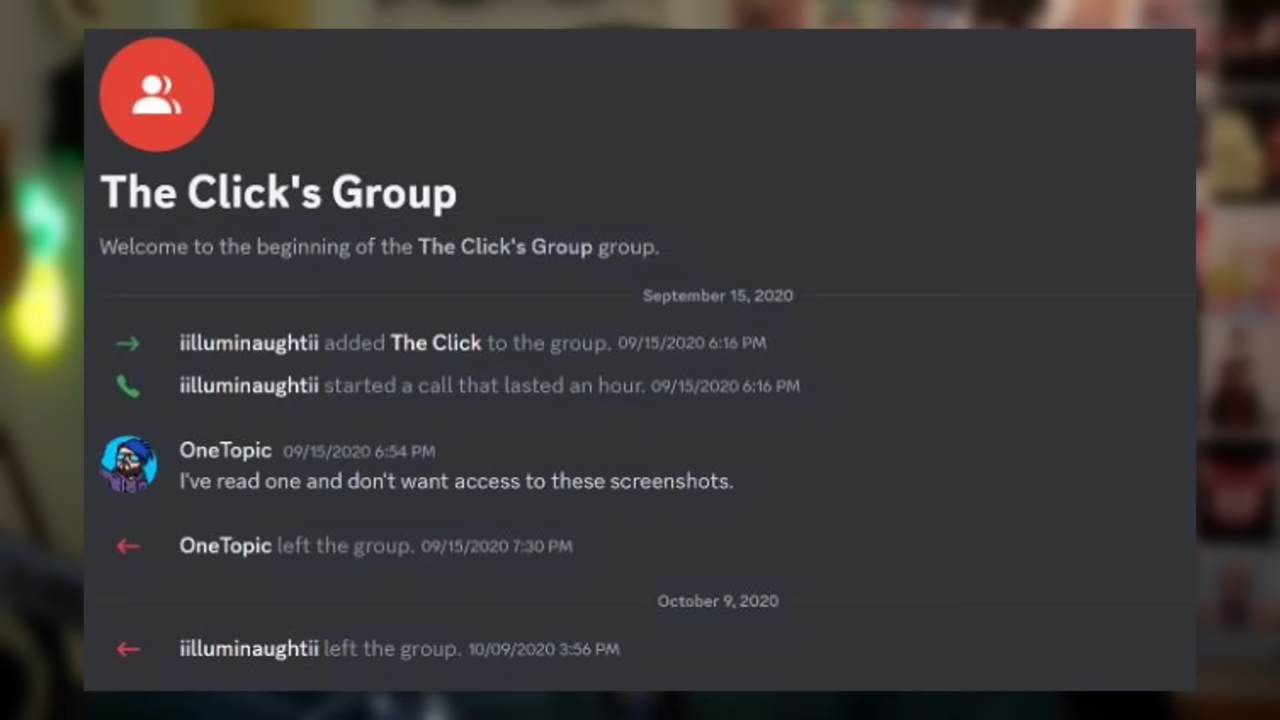 The Click's Group
Welcome to the beginning of the The Click's Group group.
September 15, 2020
iilluminaughtii added The Click to the group. 09/15/2020 6:16 PM
iilluminaughtii started a call that lasted an hour. 09/15/2020 6:16 PM
OneTopic 09/15/2020 6:54 PM
I've read one and don't want access to these screenshots.
OneTopic left the group. 09/15/2020 7:30 PM
October 9, 2020
iilluminaughtii left the group. 10/09/2020 3:56 PM